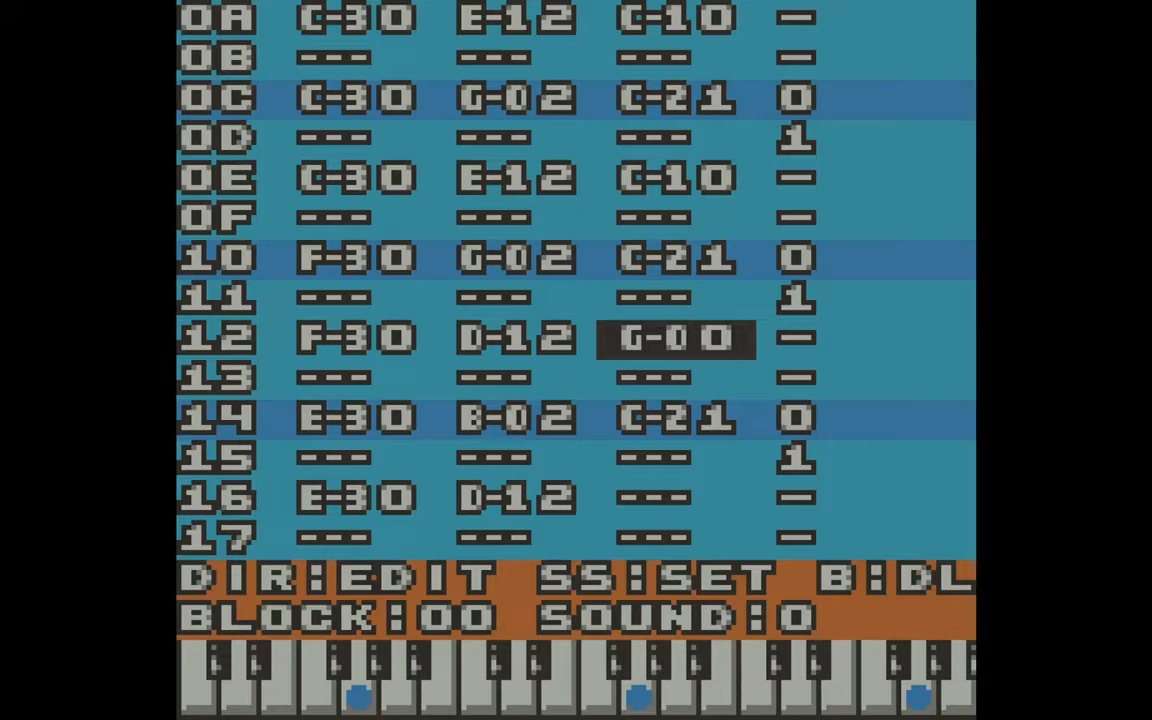 0A C-30 E-12 C-10 -
0B --- --- --- -
0C C-30 G-02 C-21 0
0D --- --- --- 1
0E C-30 E-12 C-10 -
0F --- --- --- -
10 F-30 G-02 C-21 0
11 --- --- --- 1
12 F-30 D-12 G-00 -
13 --- --- --- -
14 E-30 B-02 C-21 0
15 --- --- --- 1
16 E-30 D-12 --- -
17 --- --- --- -
DIR:EDIT SS:SET B:DL
BLOCK:00 SOUND:0